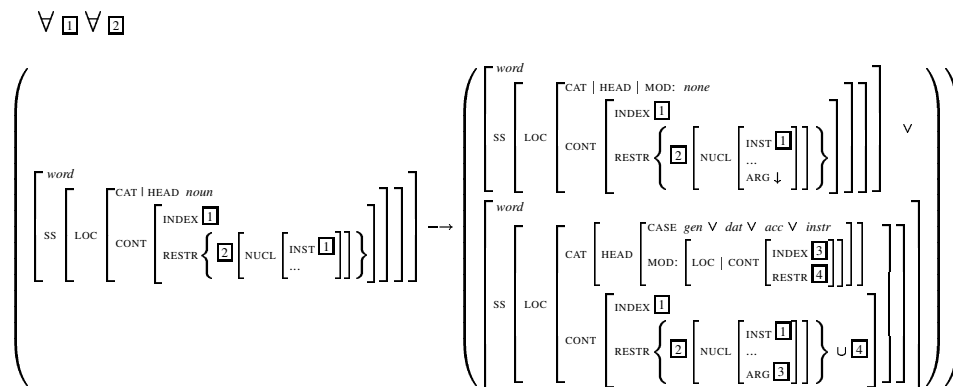 ∀ 1 ∀ 2
word
SS LOC CAT | HEAD noun
CONT INDEX 1
RESTR { 2 NUCL INST 1
... }
→
word
SS LOC CAT | HEAD | MOD: none
CONT INDEX 1
RESTR { 2 NUCL INST 1
...
ARG ↓ }
∨
word
SS LOC CAT HEAD CASE gen ∨ dat ∨ acc ∨ instr
MOD: LOC | CONT INDEX 3
RESTR 4
CONT INDEX 1
RESTR { 2 NUCL INST 1
...
ARG 3 } ∪ 4